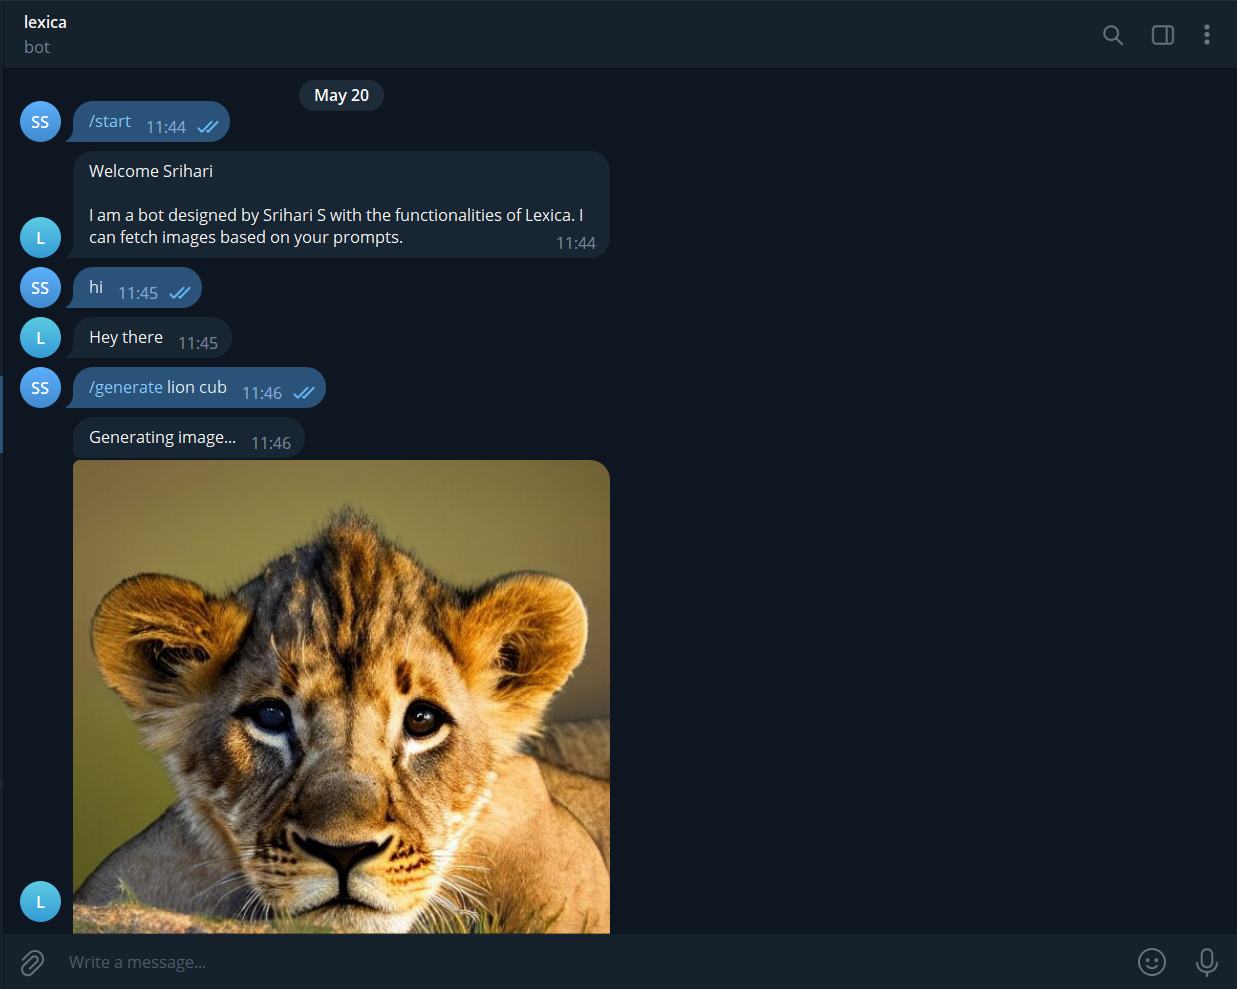 lexica
bot
May 20
SS
/start 11:44
Welcome Srihari
I am a bot designed by Srihari S with the functionalities of Lexica. I
can fetch images based on your prompts. 11:44
L
SS
hi 11:45
L
Hey there 11:45
SS
/generate lion cub 11:46
Generating image... 11:46
L
Write a message...